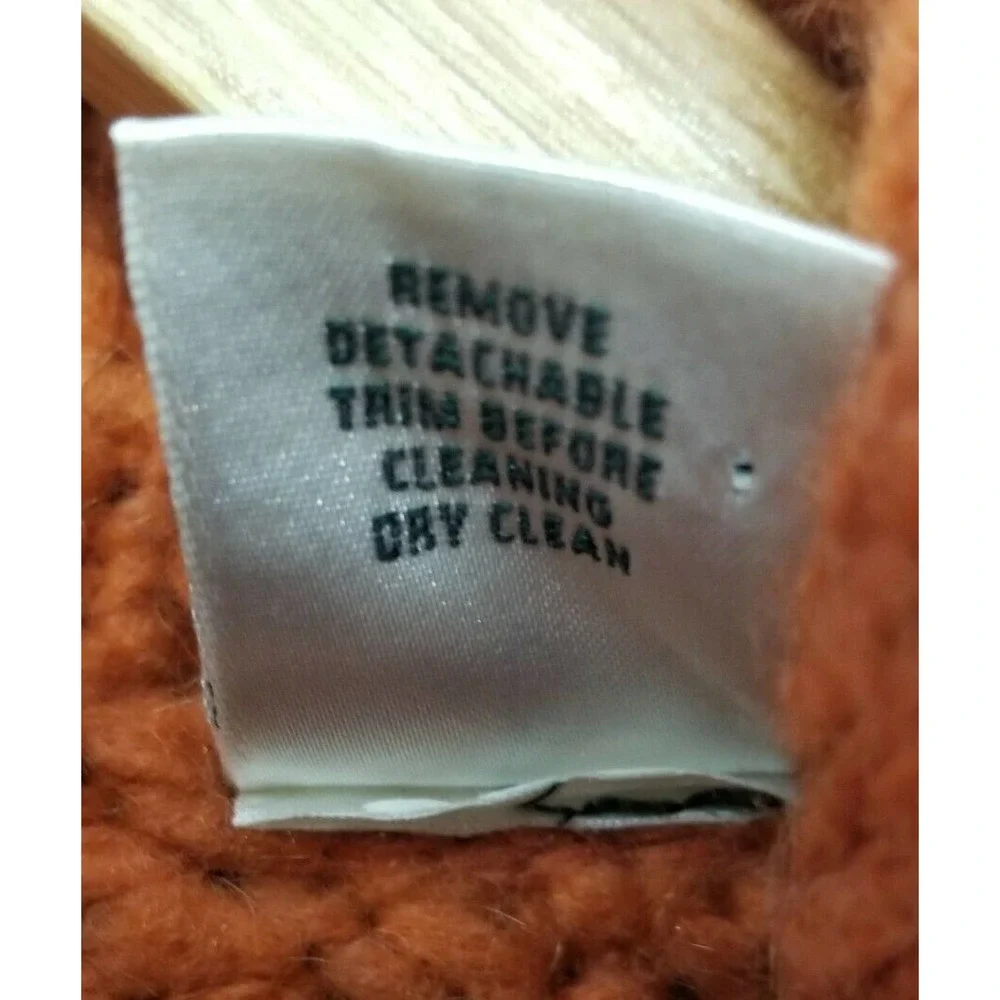 REMOVE
DETACHABLE
TRIM BEFORE
CLEANING
DRY CLEAN